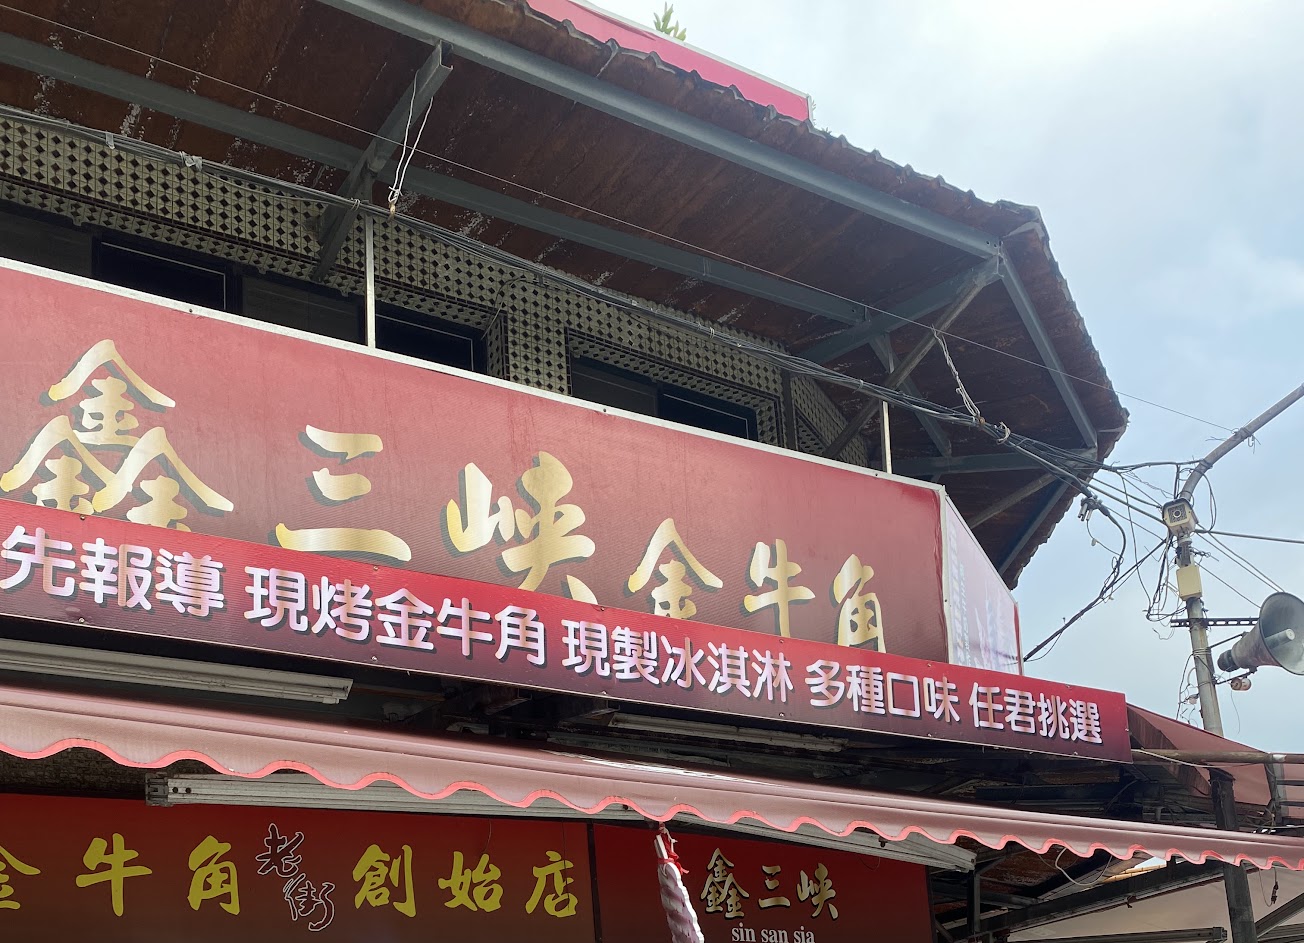 鑫三峽金牛角
先報導 現烤金牛角 現製冰淇淋 多種口味 任君挑選
金牛角老街創始店
鑫三峽
sin san sia